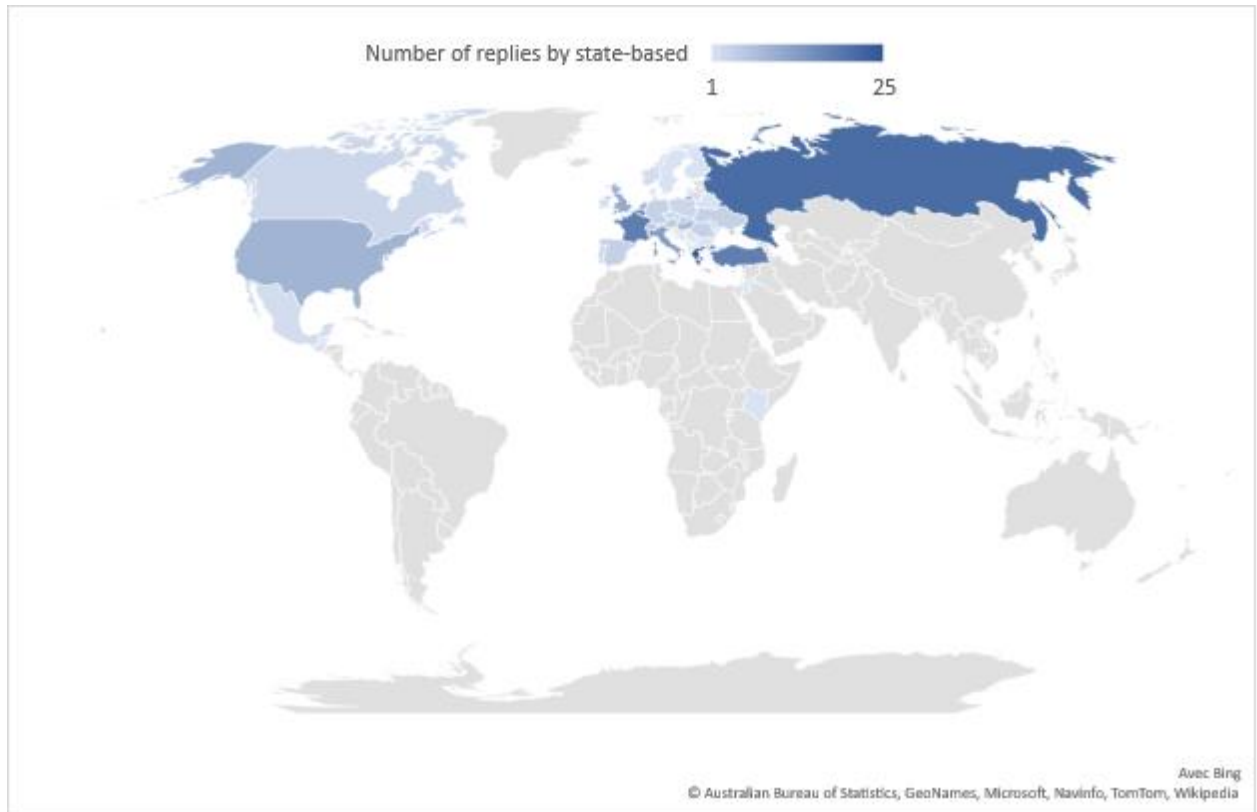 Number of replies by state-based
1 25
Avec Bing
© Australian Bureau of Statistics, GeoNames, Microsoft, Navinfo, TomTom, Wikipedia